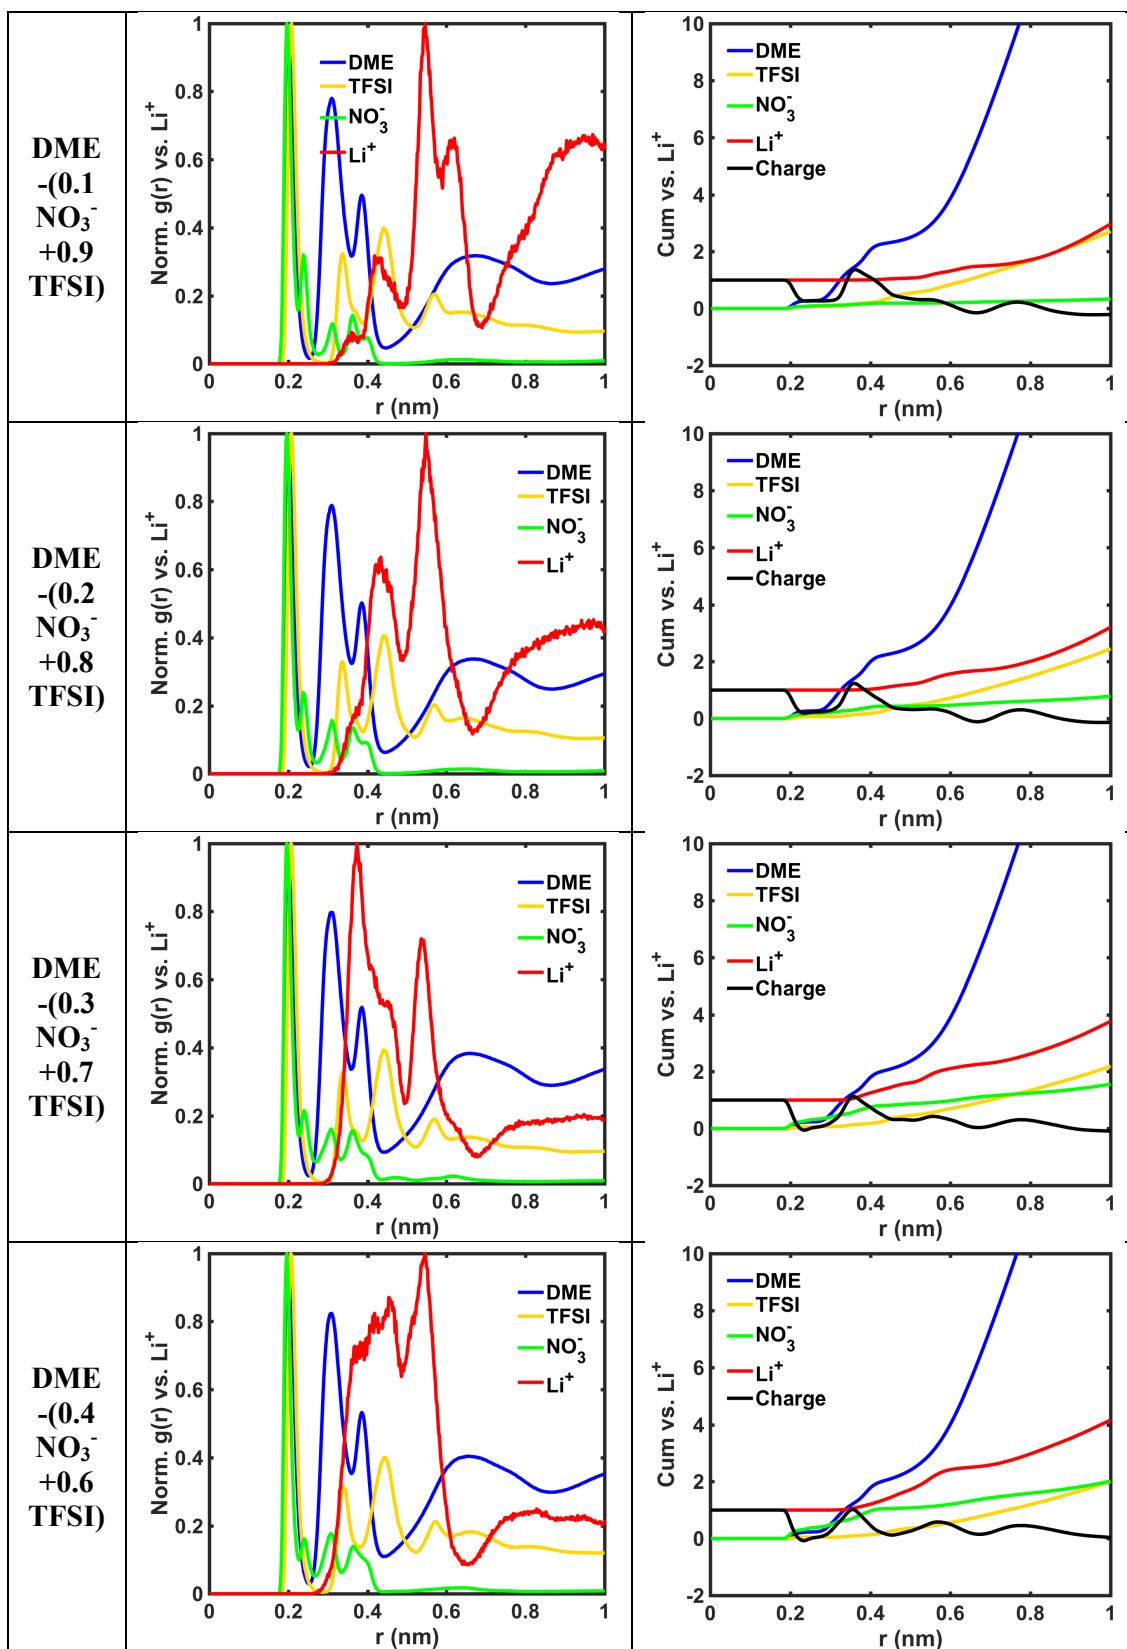 DME
-(0.1
NO₃⁻
+0.9
TFSI)
Norm. g(r) vs. Li⁺
1
0.8
0.6
0.4
0.2
0
0 0.2 0.4 0.6 0.8 1
r (nm)
DME
TFSI
NO₃⁻
Li⁺
Cum vs. Li⁺
10
8
6
4
2
0
-2
0 0.2 0.4 0.6 0.8 1
r (nm)
DME
TFSI
NO₃⁻
Li⁺
Charge
DME
-(0.2
NO₃⁻
+0.8
TFSI)
Norm. g(r) vs. Li⁺
1
0.8
0.6
0.4
0.2
0
0 0.2 0.4 0.6 0.8 1
r (nm)
DME
TFSI
NO₃⁻
Li⁺
Cum vs. Li⁺
10
8
6
4
2
0
-2
0 0.2 0.4 0.6 0.8 1
r (nm)
DME
TFSI
NO₃⁻
Li⁺
Charge
DME
-(0.3
NO₃⁻
+0.7
TFSI)
Norm. g(r) vs. Li⁺
1
0.8
0.6
0.4
0.2
0
0 0.2 0.4 0.6 0.8 1
r (nm)
DME
TFSI
NO₃⁻
Li⁺
Cum vs. Li⁺
10
8
6
4
2
0
-2
0 0.2 0.4 0.6 0.8 1
r (nm)
DME
TFSI
NO₃⁻
Li⁺
Charge
DME
-(0.4
NO₃⁻
+0.6
TFSI)
Norm. g(r) vs. Li⁺
1
0.8
0.6
0.4
0.2
0
0 0.2 0.4 0.6 0.8 1
r (nm)
DME
TFSI
NO₃⁻
Li⁺
Cum vs. Li⁺
10
8
6
4
2
0
-2
0 0.2 0.4 0.6 0.8 1
r (nm)
DME
TFSI
NO₃⁻
Li⁺
Charge